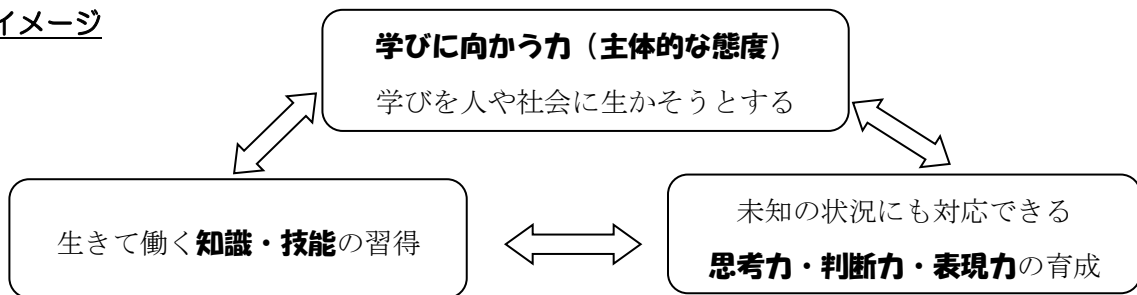 イメージ
学びに向かう力（主体的な態度）
学びを人や社会に生かそうとする
生きて働く知識・技能の習得
未知の状況にも対応できる
思考力・判断力・表現力の育成